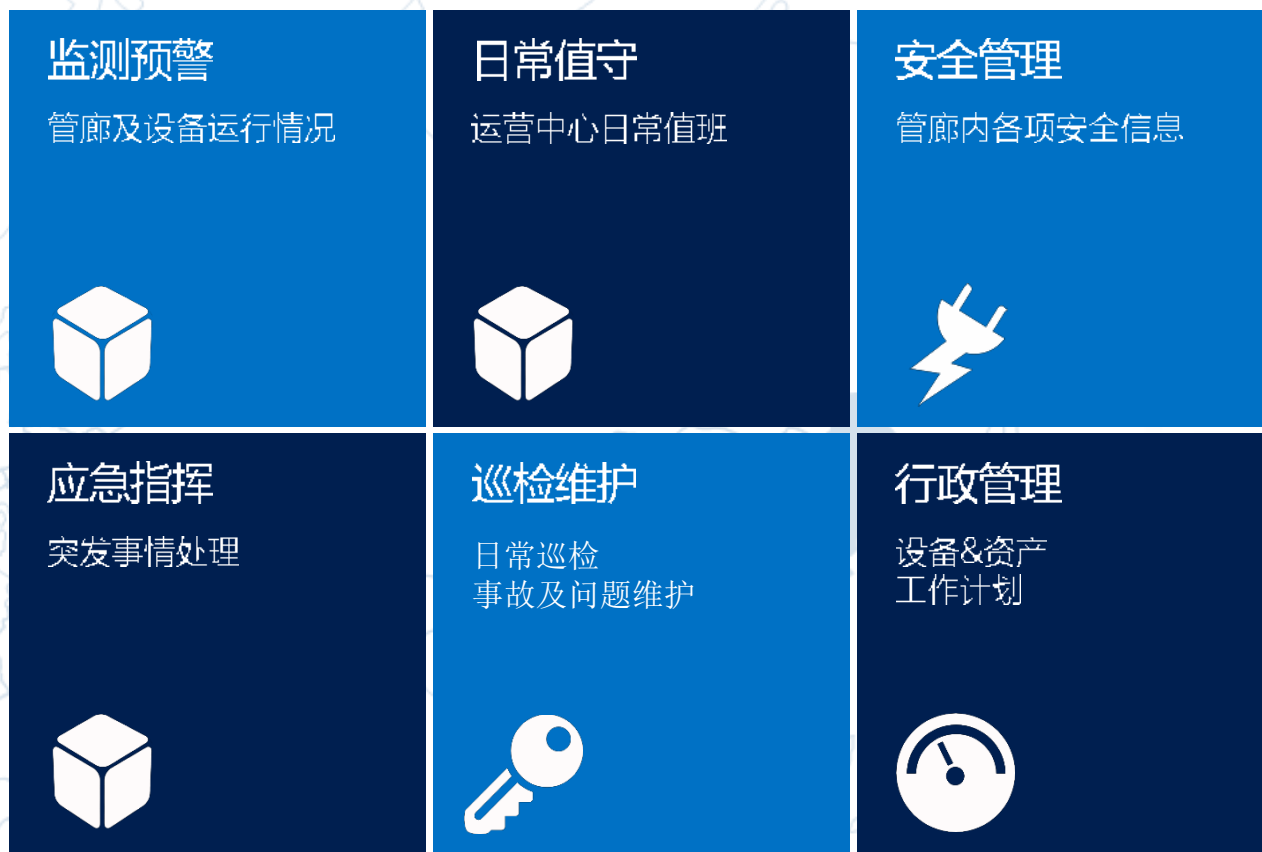 监测预警
管廊及设备运行情况
日常值守
运营中心日常值班
安全管理
管廊内各项安全信息
应急指挥
突发事情处理
巡检维护
日常巡检
事故及问题维护
行政管理
设备&资产
工作计划